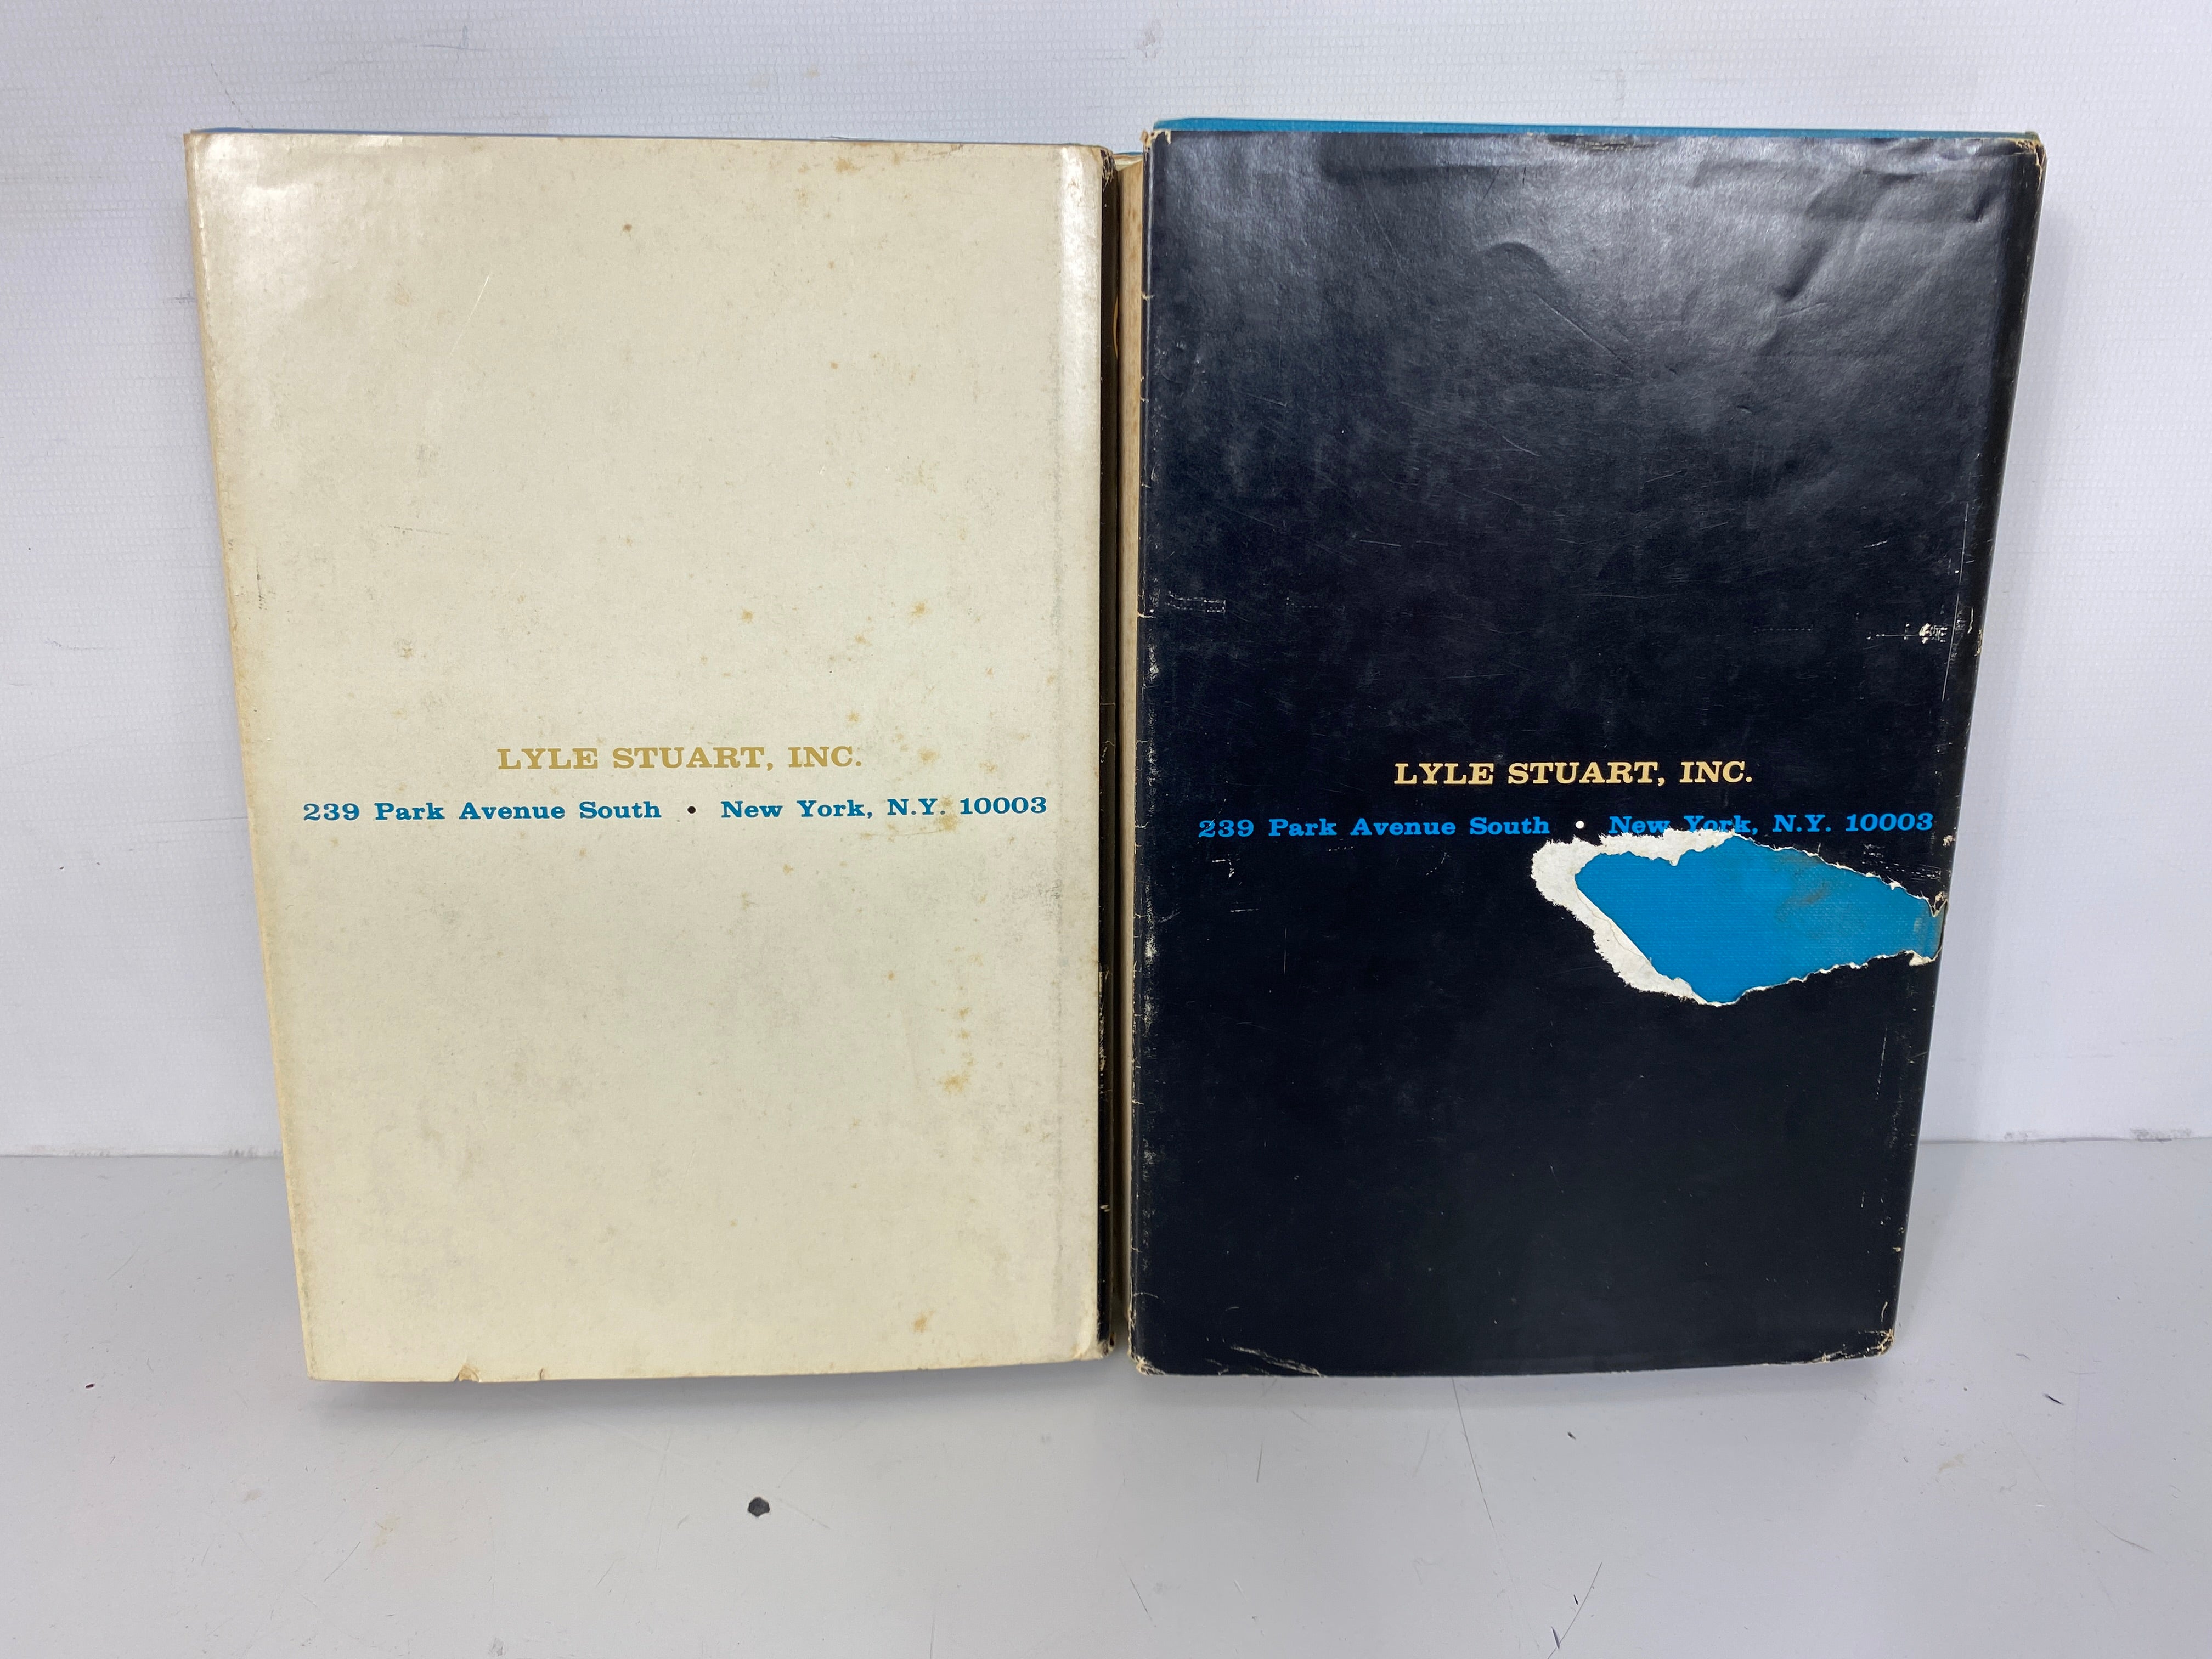 LYLE STUART, INC.
239 Park Avenue South • New York, N.Y. 10003
LYLE STUART, INC.
239 Park Avenue South • New York, N.Y. 10003